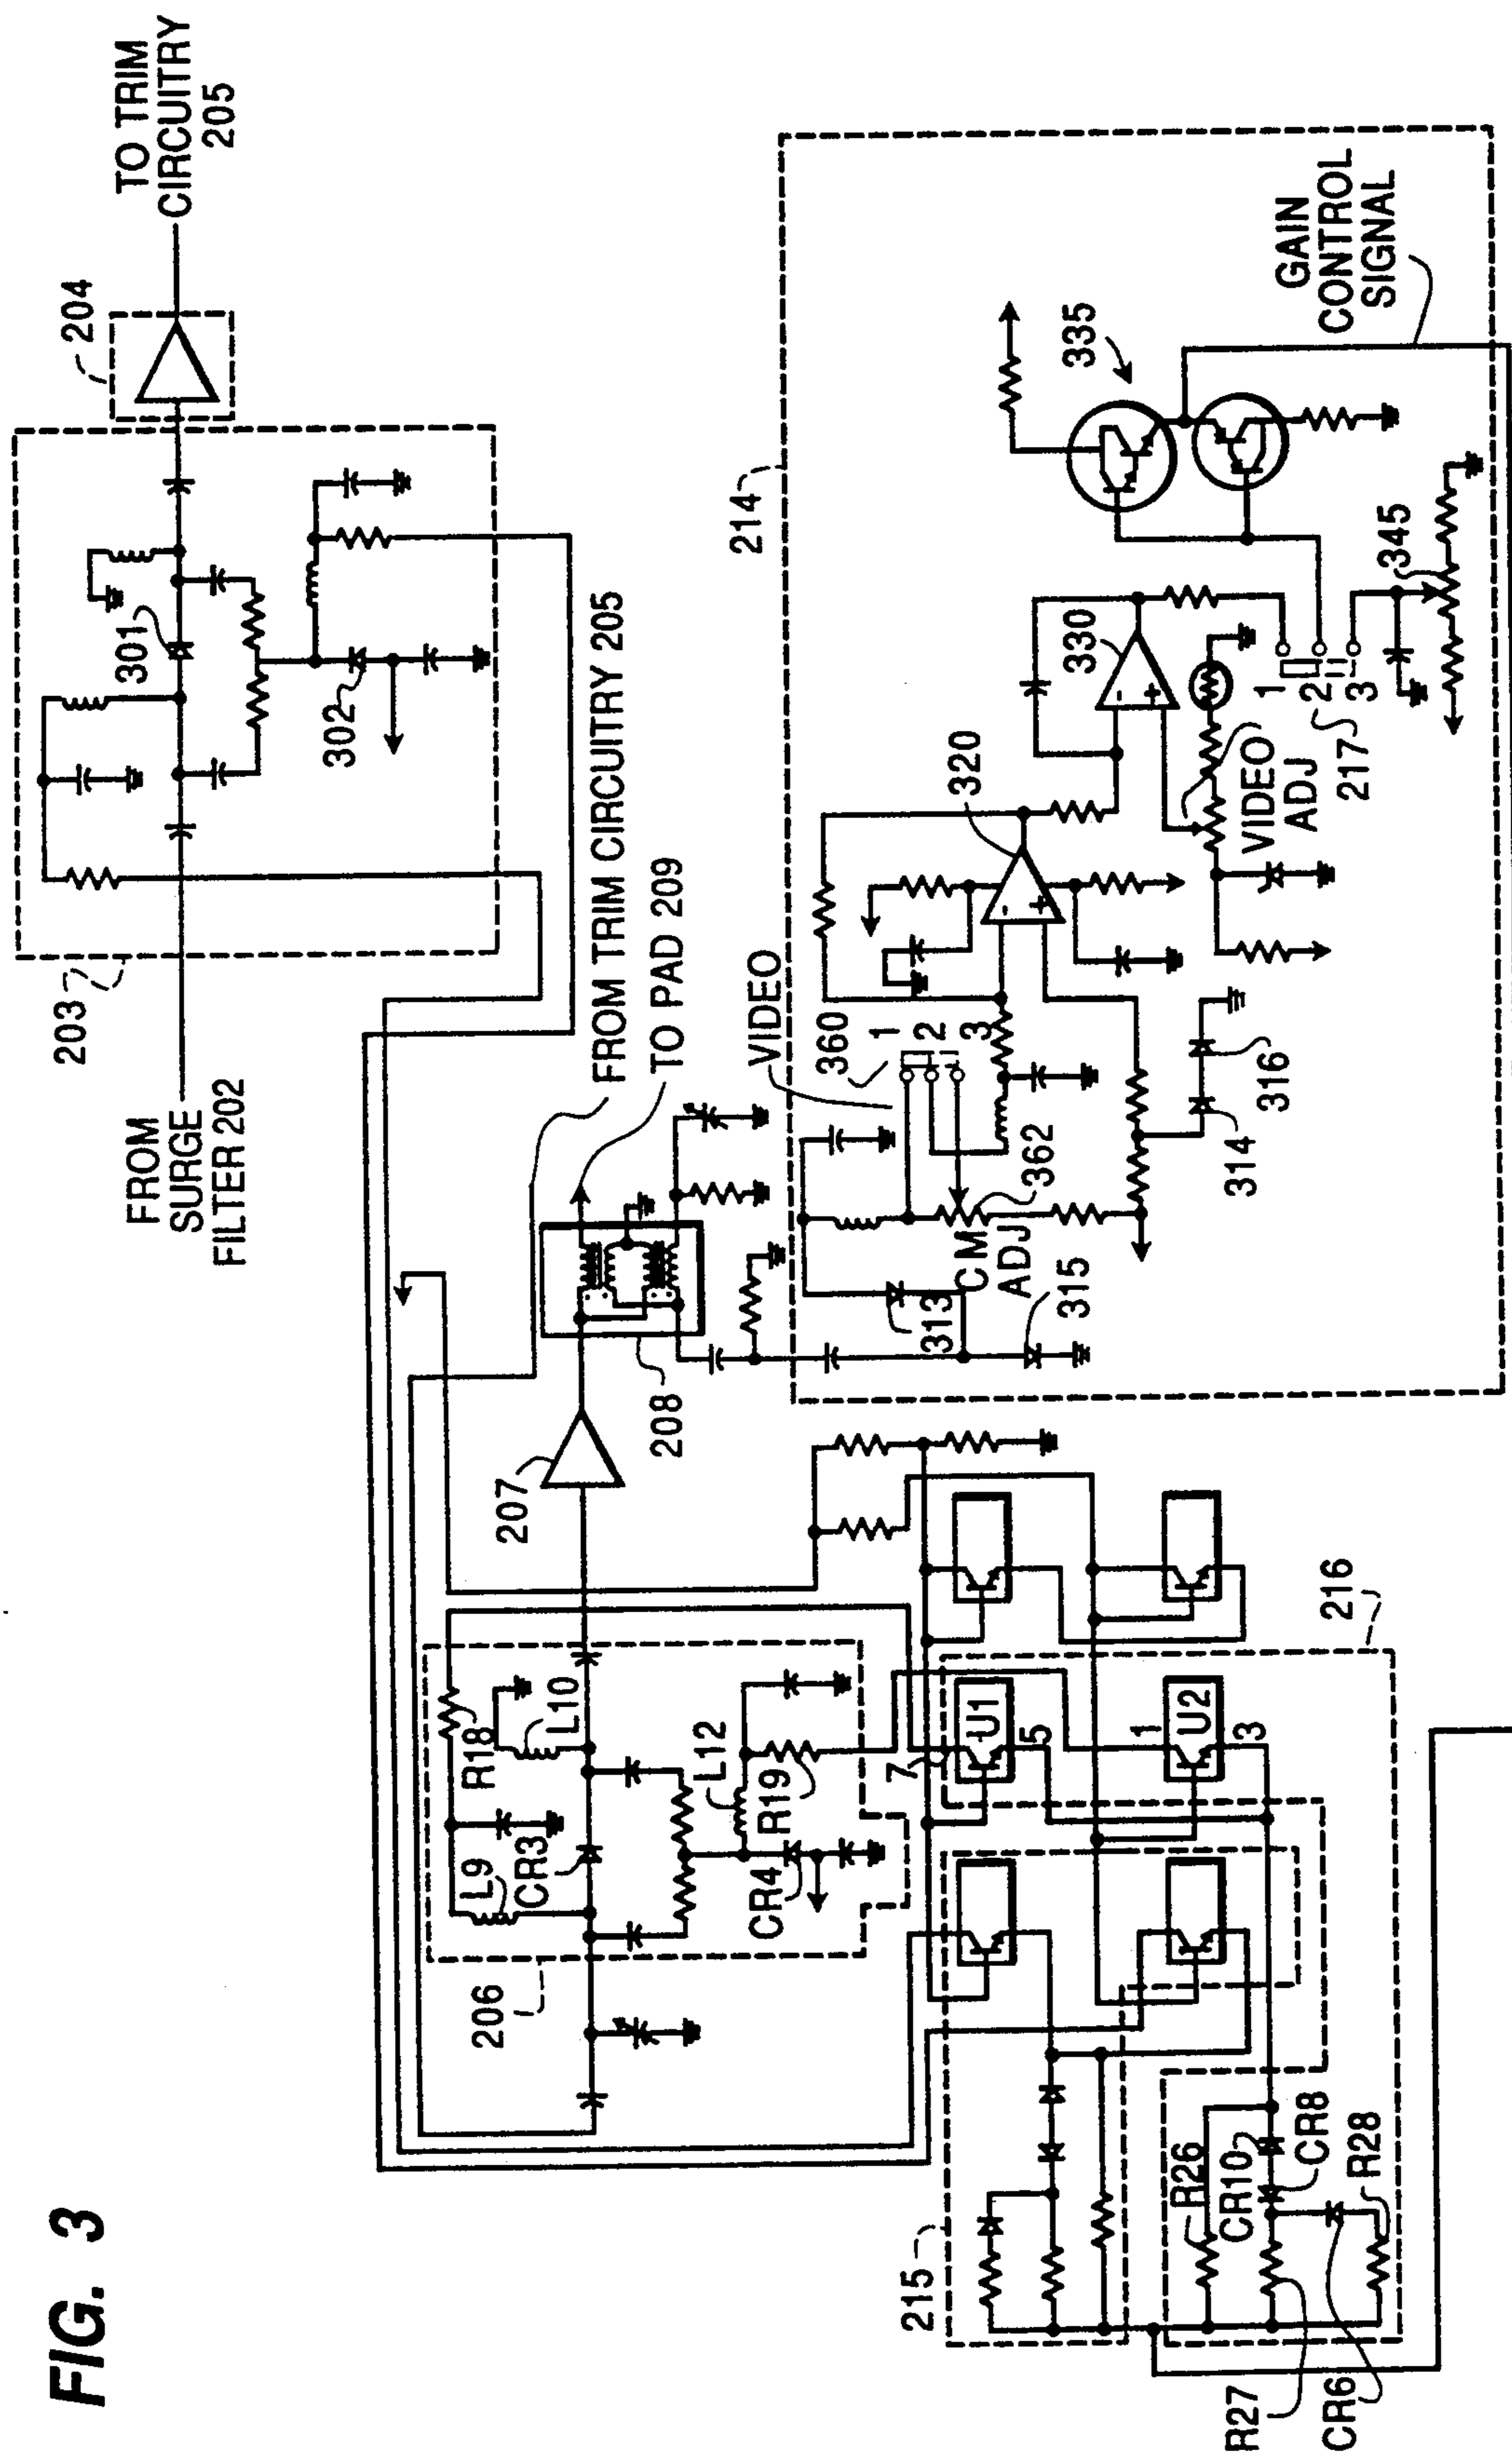 FIG. 3
TO TRIM
CIRCUITRY
205
204
203
301
302
FROM
SURGE
FILTER 202
FROM TRIM CIRCUITRY 205
TO PAD 209
206
L9
CR3
R18
L10
L12
R19
CR4
207
208
214
VIDEO
360
1
2
3
320
330
335
GAIN
CONTROL
SIGNAL
-
+
-
+
313
CM
ADJ
362
315
314
316
VIDEO
ADJ
217
1
2
3
345
215
216
7
U1
5
1
U2
3
R26
CR10
CR8
R28
R27
CR6